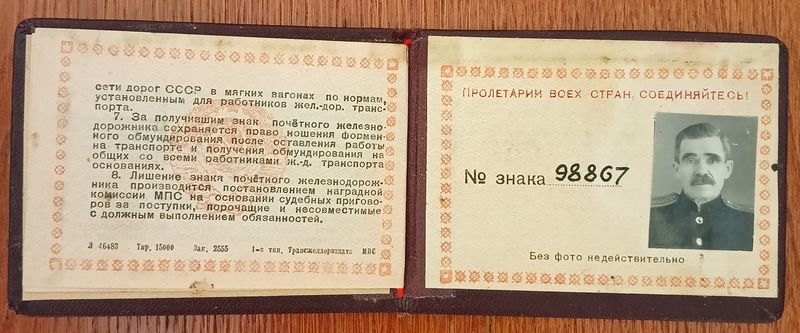 сети дорог СССР в мягких вагонах по нормам,
установленным для работников жел.-дор. транс-
порта.
7. За получившим знак почётного железно-
дорожника сохраняется право ношения формен-
ного обмундирования после оставления работы
на транспорте и получения обмундирования на
общих со всеми работниками ж.-д. транспорта
основаниях.
8. Лишение знака почётного железнодорож-
ника производится постановлением наградной
комиссии МПС на основании судебных пригово-
ров за поступки, порочащие и несовместимые
с должным выполнением обязанностей.
Л 46483 Тир. 15000 Зак. 2555 1-я тип. Трансжелдориздата МПС
ПРОЛЕТАРИИ ВСЕХ СТРАН, СОЕДИНЯЙТЕСЬ!
№ знака 98867
Без фото недействительно